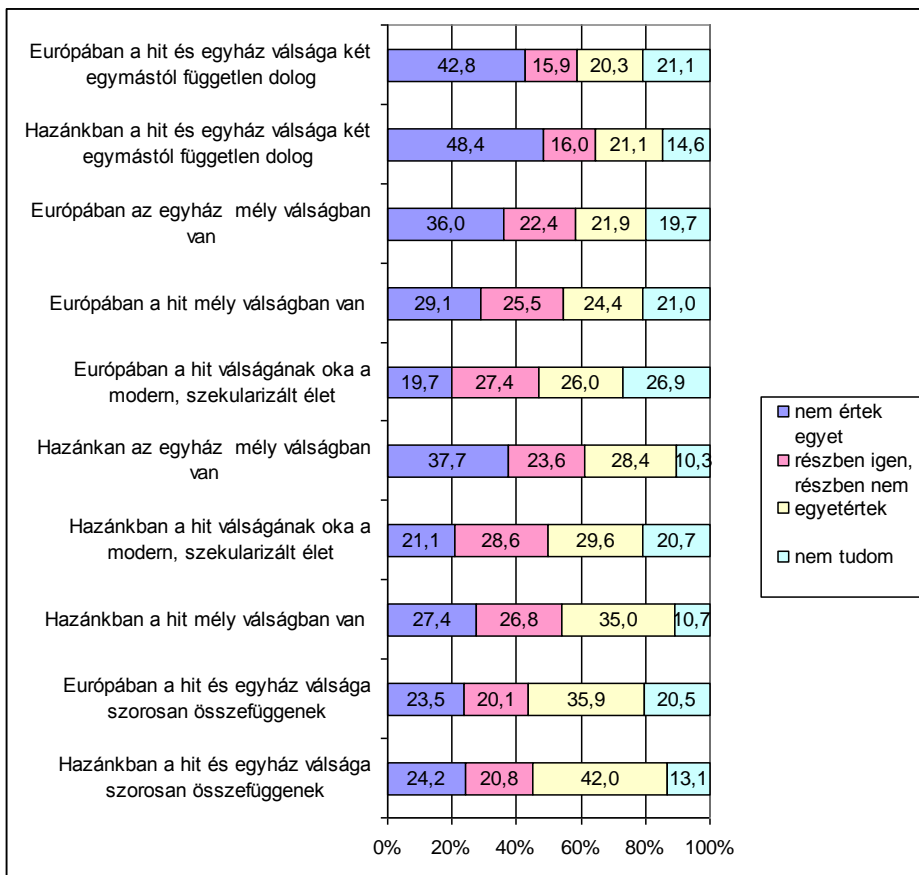 Európában a hit és egyház válsága két
egymástól független dolog
42,8 15,9 20,3 21,1
Hazánkban a hit és egyház válsága két
egymástól független dolog
48,4 16,0 21,1 14,6
Európában az egyház mély válságban
van
36,0 22,4 21,9 19,7
Európában a hit mély válságban van
29,1 25,5 24,4 21,0
Európában a hit válságának oka a
modern, szekularizált élet
19,7 27,4 26,0 26,9
Hazánkan az egyház mély válságban
van
37,7 23,6 28,4 10,3
Hazánkban a hit válságának oka a
modern, szekularizált élet
21,1 28,6 29,6 20,7
Hazánkban a hit mély válságban van
27,4 26,8 35,0 10,7
Európában a hit és egyház válsága
szorosan összefüggenek
23,5 20,1 35,9 20,5
Hazánkban a hit és egyház válsága
szorosan összefüggenek
24,2 20,8 42,0 13,1
0% 20% 40% 60% 80% 100%
nem értek
egyet
részben igen,
részben nem
egyetértek
nem tudom